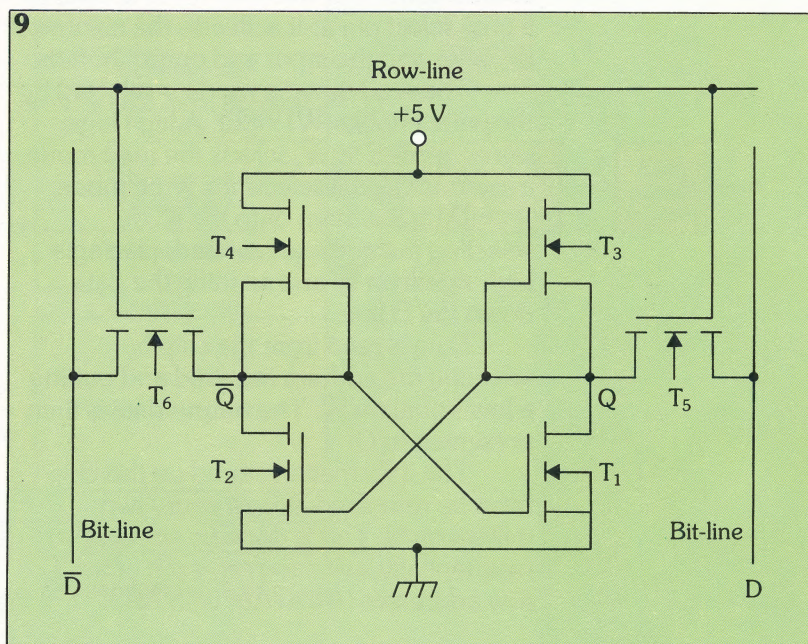 9
Row-line
+5 V
T₄
T₃
T₆
Q̅
Q
T₅
T₂
T₁
Bit-line
Bit-line
D̅
D